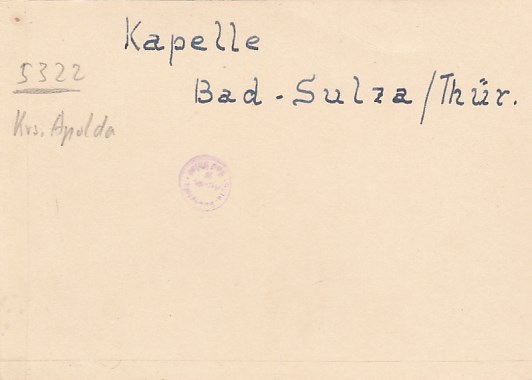 Kapelle
Bad-Sulza/Thür.
5322
Krs. Apolda